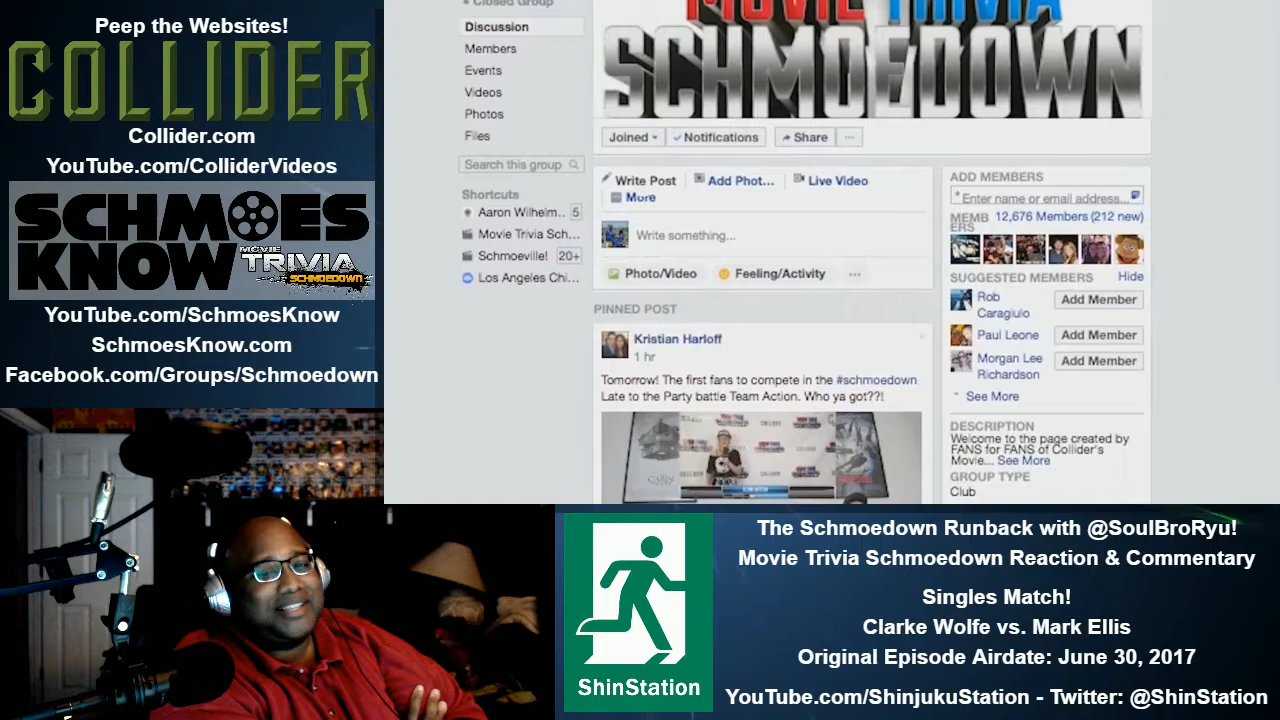 Peep the Websites!
COLLIDER
Collider.com
YouTube.com/ColliderVideos
SCHMOES
KNOW
MOVIE
TRIVIA
SCHMOEDOWN
YouTube.com/SchmoesKnow
SchmoesKnow.com
Facebook.com/Groups/Schmoedown
Closed Group
Discussion
Members
Events
Videos
Photos
Files
Search this group
Shortcuts
Aaron Wilhelm.. 5
Movie Trivia Sch...
Schmoeville! 20+
Los Angeles Chi...
MOVIE TRIVIA
SCHMOEDOWN
Joined
Notifications
Share
...
Write Post
Add Phot...
Live Video
More
Write something...
Photo/Video
Feeling/Activity
...
PINNED POST
Kristian Harloff
1 hr
Tomorrow! The first fans to compete in the #schmoedown
Late to the Party battle Team Action. Who ya got??!
ADD MEMBERS
+ Enter name or email address...
MEMB
ERS
12,676 Members (212 new)
SUGGESTED MEMBERS
Hide
Rob
Caragiulo
Add Member
Paul Leone
Add Member
Morgan Lee
Richardson
Add Member
See More
DESCRIPTION
Welcome to the page created by
FANS for FANS of Collider's
Movie... See More
GROUP TYPE
Club
ShinStation
The Schmoedown Runback with @SoulBroRyu!
Movie Trivia Schmoedown Reaction & Commentary
Singles Match!
Clarke Wolfe vs. Mark Ellis
Original Episode Airdate: June 30, 2017
YouTube.com/ShinjukuStation - Twitter: @ShinStation